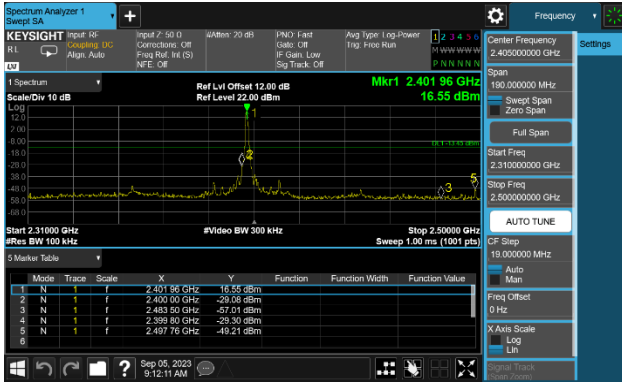 Spectrum Analyzer 1
Swept SA
Frequency
KEYSIGHT
Input: RF
Input Z: 50 Ω
#Atten: 20 dB
PNO: Fast
Avg Type: Log-Power
1 2 3 4 5 6
RL
Coupling: DC
Corrections: Off
Gate: Off
Trig: Free Run
Align: Auto
Freq Ref: Int (S)
IF Gain: Low
NFE: Off
Sig Track: Off
M W W W W W
P N N N N N
LXI
Center Frequency
2.405000000 GHz
Settings
Span
190.000000 MHz
Swept Span
Zero Span
Full Span
Start Freq
2.310000000 GHz
Stop Freq
2.500000000 GHz
AUTO TUNE
CF Step
19.000000 MHz
Auto
Man
Freq Offset
0 Hz
X Axis Scale
Log
Lin
Signal Track
(Span Zoom)
1 Spectrum
Ref Lvl Offset 12.00 dB
Mkr1 2.401 96 GHz
Scale/Div 10 dB
Ref Level 22.00 dBm
16.55 dBm
Log
12.0
2.00
-8.00
-18.0
-28.0
-38.0
-48.0
-58.0
-68.0
1
2
3
5
Start 2.31000 GHz
#Video BW 300 kHz
Stop 2.50000 GHz
#Res BW 100 kHz
Sweep 1.00 ms (1001 pts)
5 Marker Table
Mode Trace Scale X Y Function Function Width Function Value
1 N 1 f 2.401 96 GHz 16.55 dBm
2 N 1 f 2.400 00 GHz -29.08 dBm
3 N 1 f 2.483 50 GHz -57.01 dBm
4 N 1 f 2.399 80 GHz -29.30 dBm
5 N 1 f 2.497 76 GHz -49.21 dBm
6
?
Sep 05, 2023
9:12:11 AM